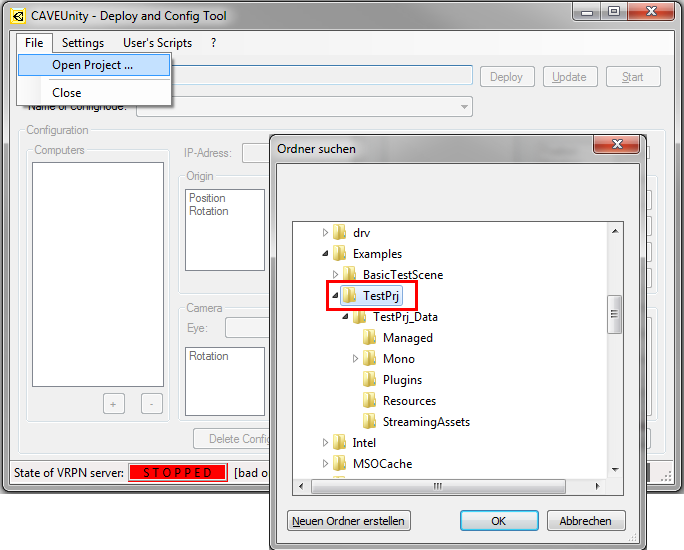 CAVEUnity - Deploy and Config Tool
File Settings User's Scripts ?
Open Project ...
Close
Deploy Update Start
Name of confignode:
Configuration
Computers
IP-Adress:
Origin
Position
Rotation
Camera
Eye:
Rotation
+ -
Delete Config
State of VRPN server: STOPPED [bad o
Ordner suchen
drv
Examples
BasicTestScene
TestPrj
TestPrj_Data
Managed
Mono
Plugins
Resources
StreamingAssets
Intel
MSOCache
Neuen Ordner erstellen OK Abbrechen